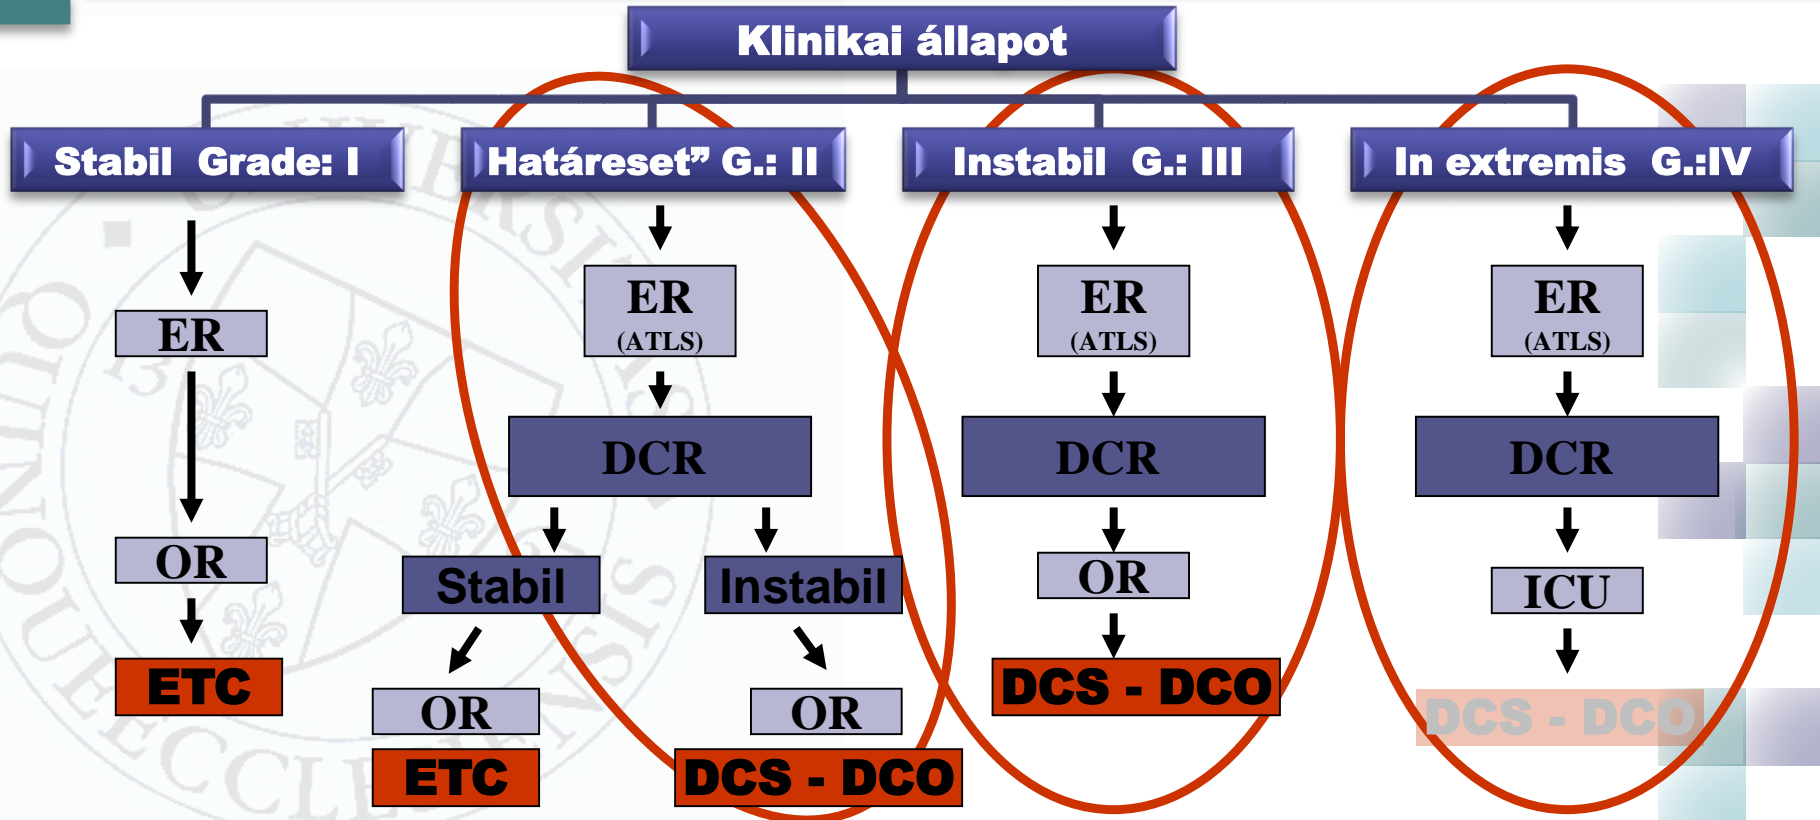 Klinikai állapot
Stabil Grade: I
Határeset” G.: II
Instabil G.: III
In extremis G.:IV
ER
OR
ETC
ER
(ATLS)
DCR
Stabil
Instabil
OR
ETC
OR
DCS - DCO
ER
(ATLS)
DCR
OR
DCS - DCO
ER
(ATLS)
DCR
ICU
DCS - DCO